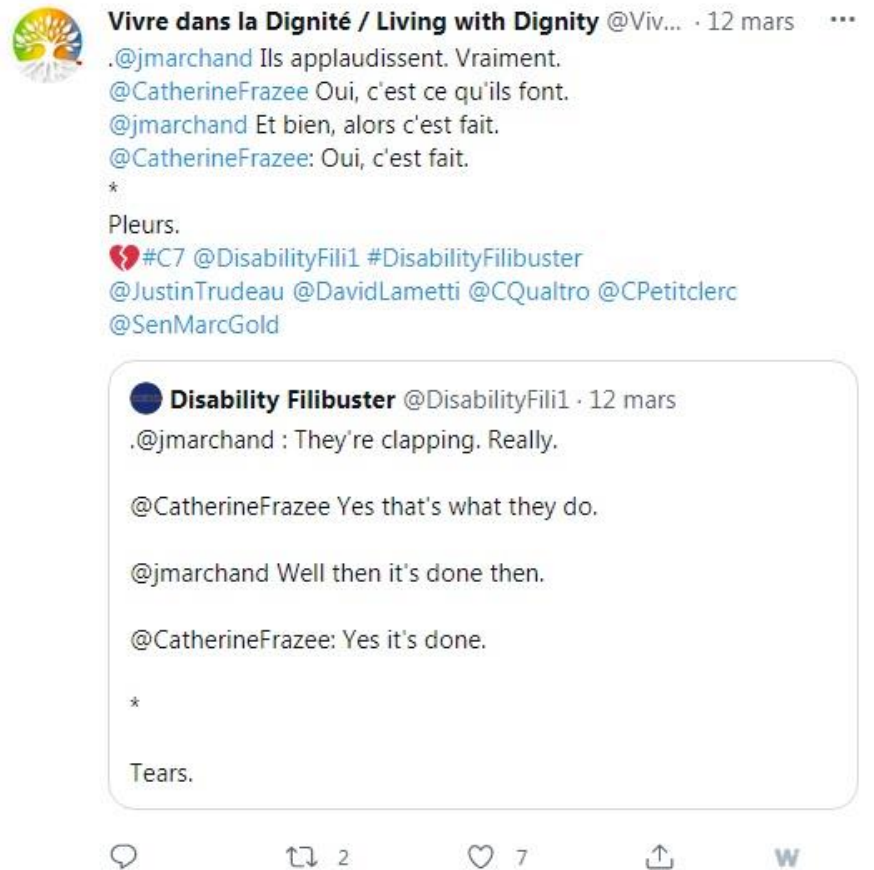 Vivre dans la Dignité / Living with Dignity @Viv... · 12 mars ...
.@jmarchand Ils applaudissent. Vraiment.
@CatherineFrazee Oui, c'est ce qu'ils font.
@jmarchand Et bien, alors c'est fait.
@CatherineFrazee: Oui, c'est fait.
*
Pleurs.
💔#C7 @DisabilityFili1 #DisabilityFilibuster
@JustinTrudeau @DavidLametti @CQualtro @CPetitclerc
@SenMarcGold
Disability Filibuster @DisabilityFili1 · 12 mars
.@jmarchand : They're clapping. Really.
@CatherineFrazee Yes that's what they do.
@jmarchand Well then it's done then.
@CatherineFrazee: Yes it's done.
*
Tears.
2 7 W